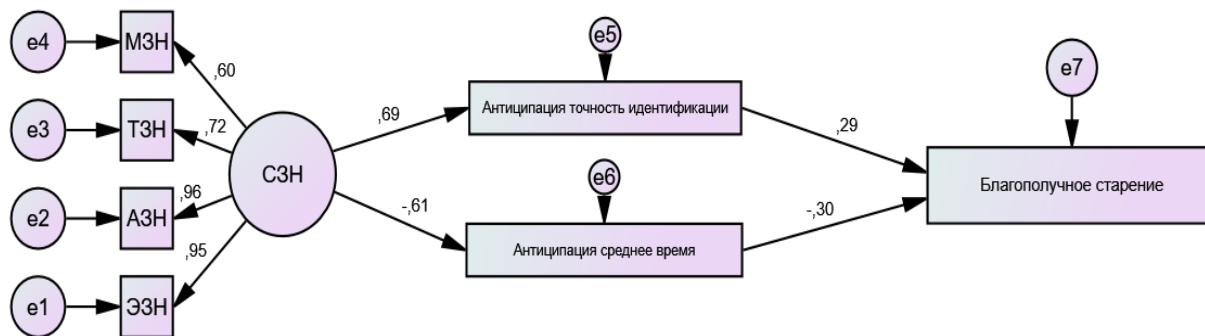 e4
МЗН
,60
e3
ТЗН
,72
e2
АЗН
,96
e1
ЭЗН
,95
СЗН
,69
-,61
e5
Антиципация точность идентификации
e6
Антиципация среднее время
,29
-,30
e7
Благополучное старение